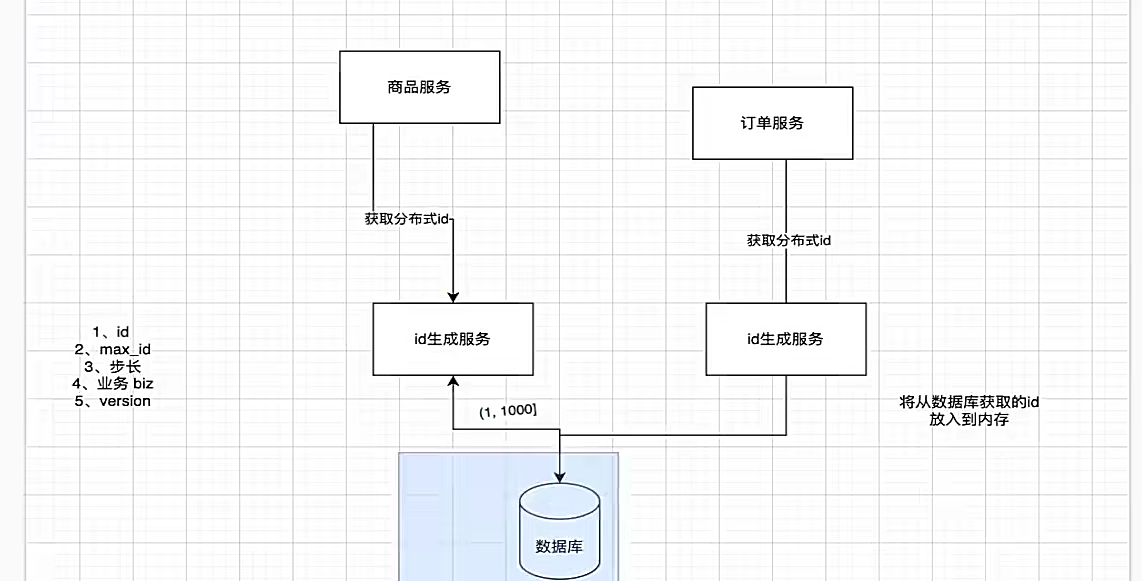 商品服务
订单服务
获取分布式id
获取分布式id
id生成服务
id生成服务
1、id
2、max_id
3、步长
4、业务 biz
5、version
(1, 1000]
将从数据库获取的id
放入到内存
数据库